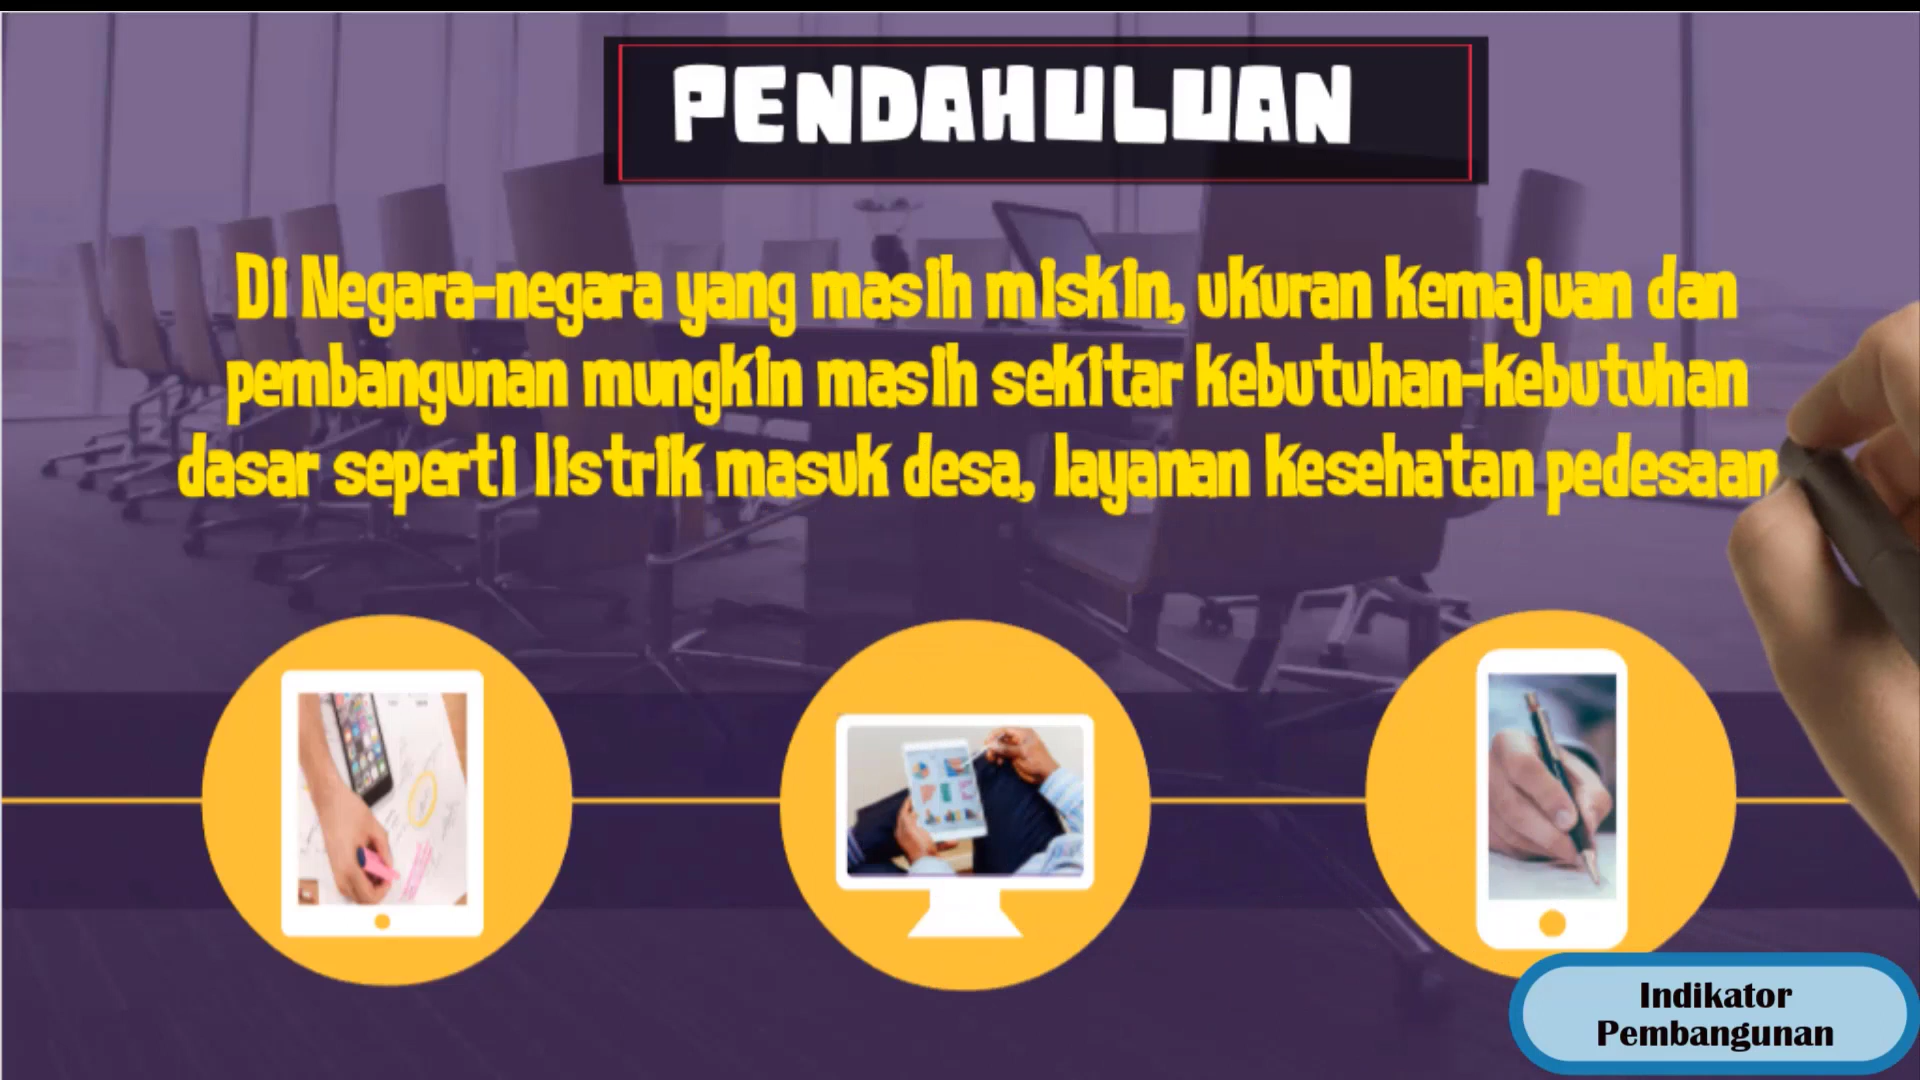 PENDAHULUAN
Di Negara-negara yang masih miskin, ukuran kemajuan dan
pembangunan mungkin masih sekitar kebutuhan-kebutuhan
dasar seperti listrik masuk desa, layanan kesehatan pedesaan
Indikator
Pembangunan